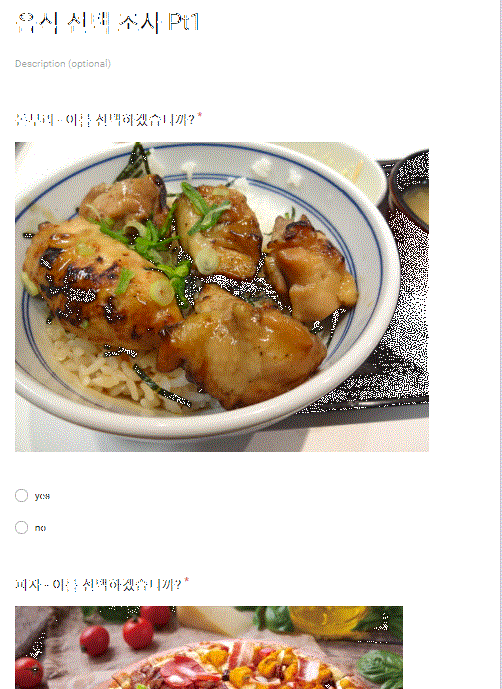 음식 선택 조사 Pt1
Description (optional)
돈부리 - 이를 선택하겠습니까? *
yes
no
피자 - 이를 선택하겠습니까? *